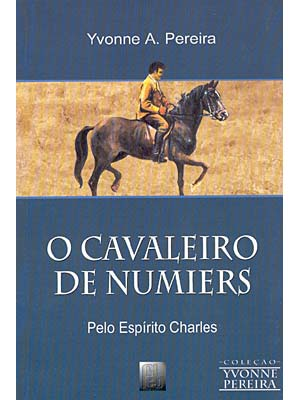 Yvonne A. Pereira
O CAVALEIRO
DE NUMIERS
Pelo Espírito Charles
-COLEÇÃO-
YVONNE
PEREIRA